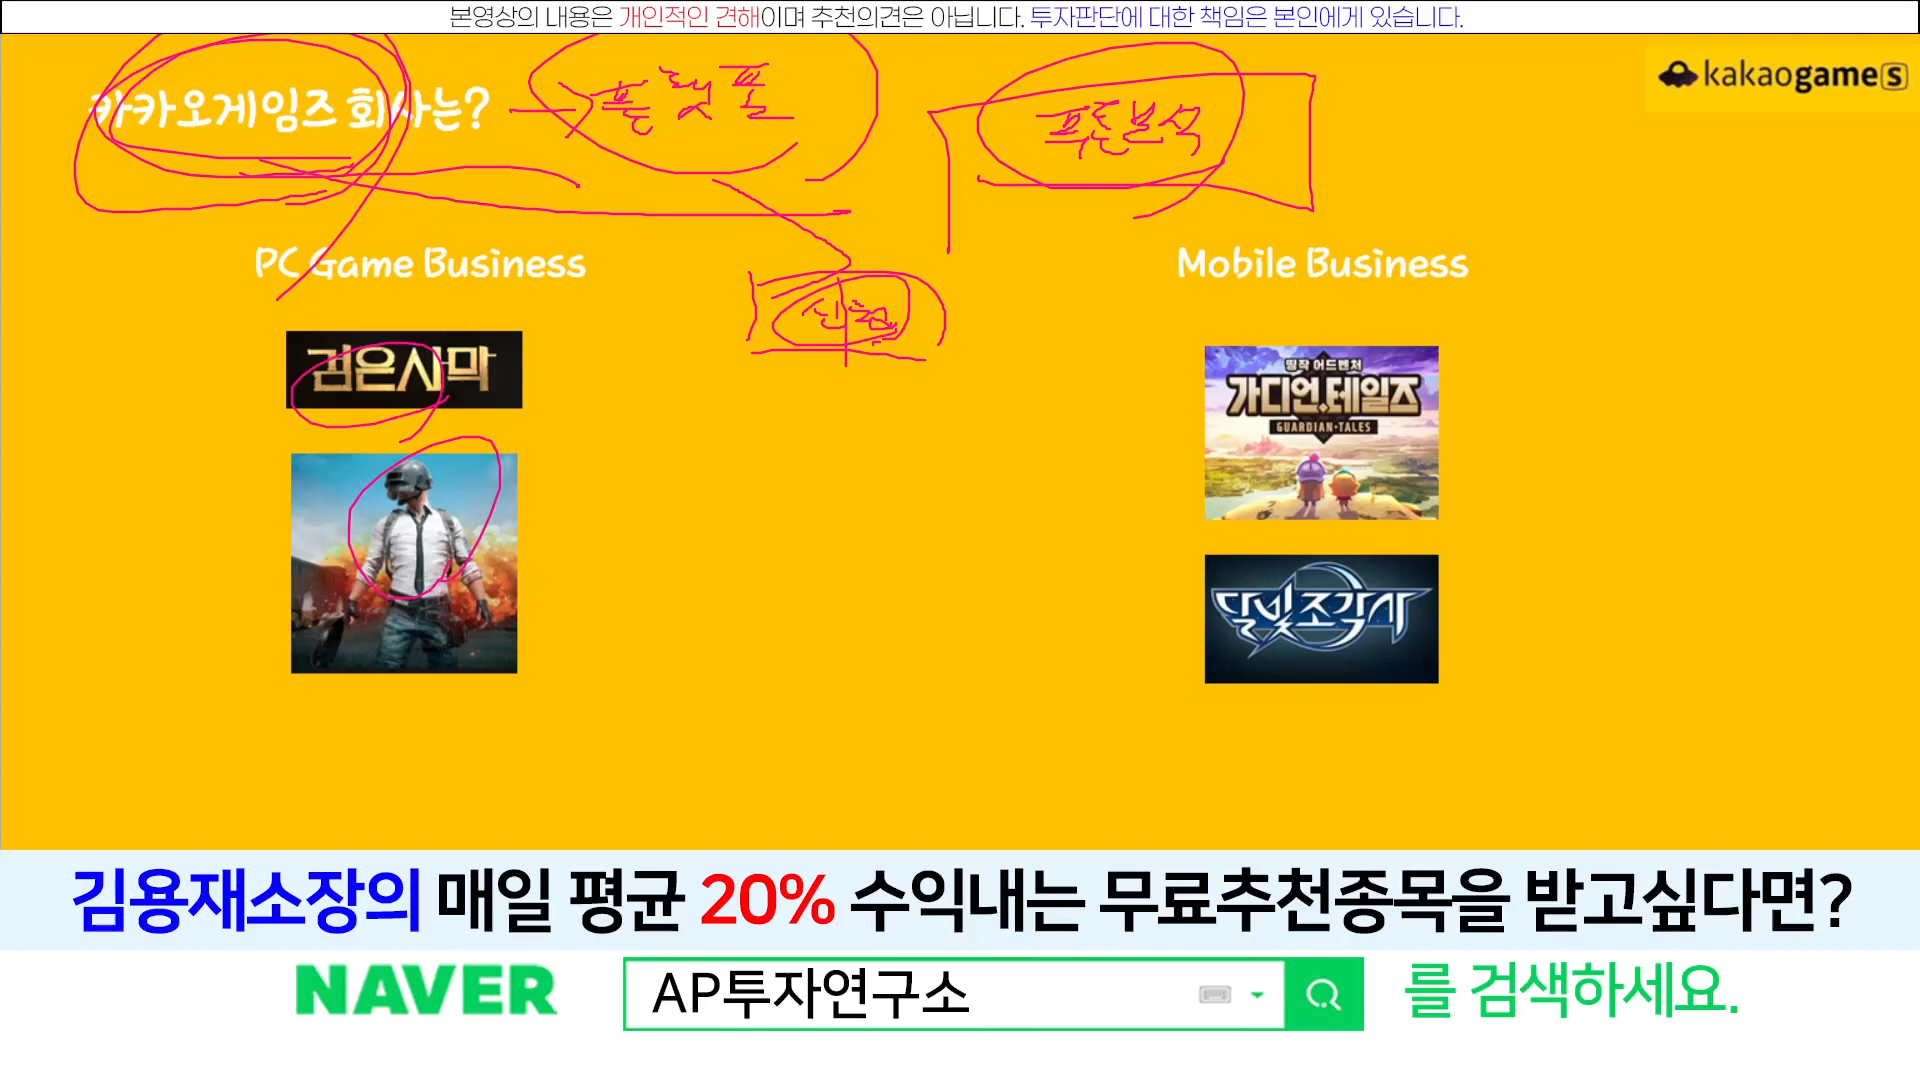 본영상의 내용은 개인적인 견해이며 추천의견은 아닙니다. 투자판단에 대한 책임은 본인에게 있습니다.
kakaogames
카카오게임즈 회사는?
PC Game Business
Mobile Business
검은사막
띵작 어드벤처
가디언 테일즈
GUARDIAN TALES
달빛조각사
김용재소장의 매일 평균 20% 수익내는 무료추천종목을 받고싶다면?
NAVER
AP투자연구소
를 검색하세요.